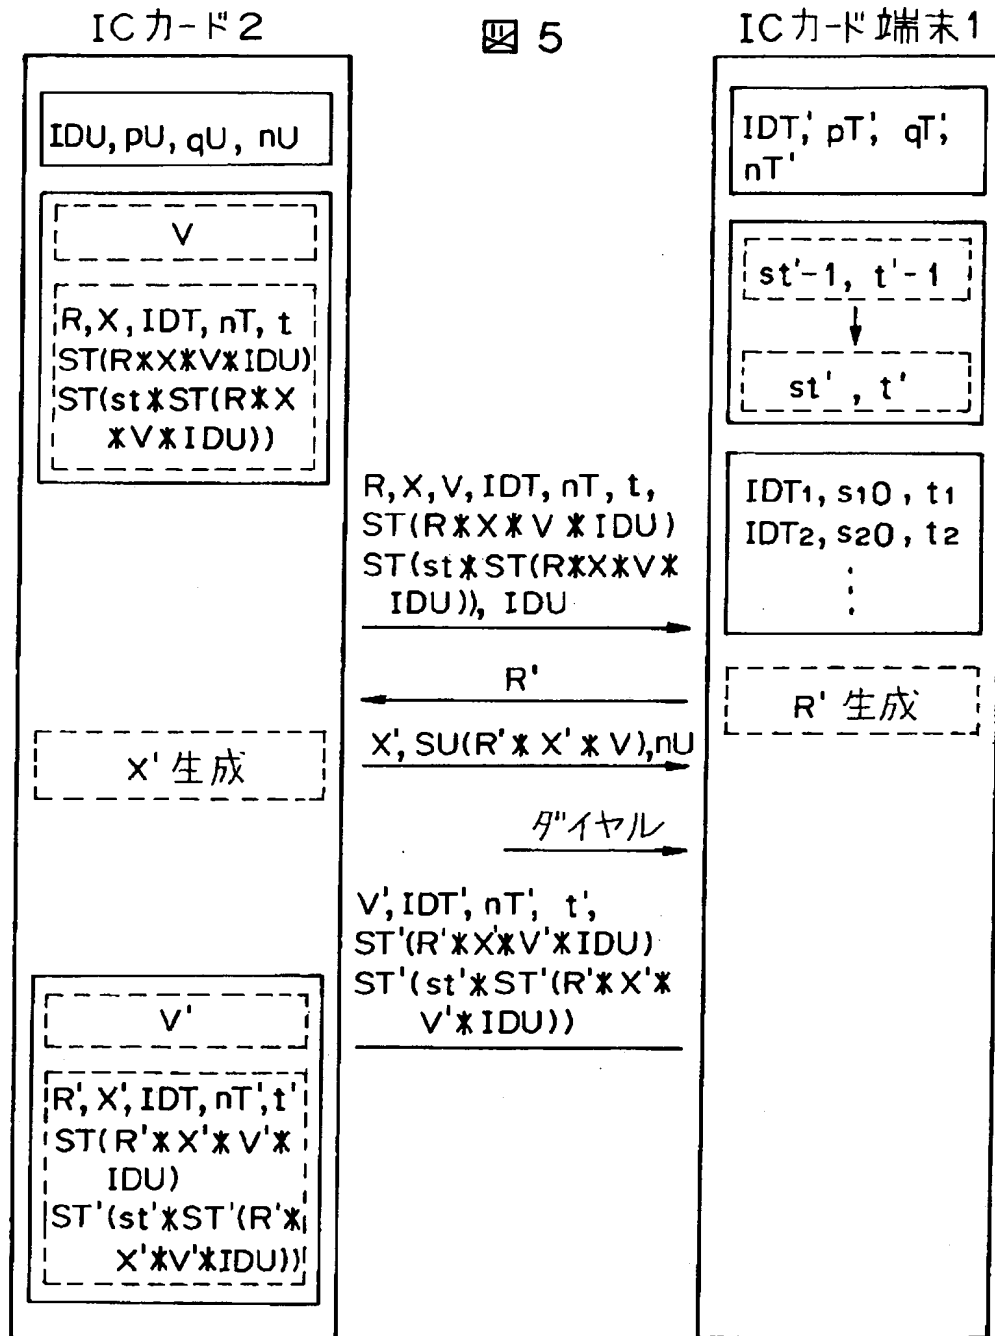 図5
ICカード2
IDU, pU, qU, nU
V
R, X, IDT, nT, t
ST(R*X*V*IDU)
ST(st*ST(R*X
*V*IDU))
R, X, V, IDT, nT, t,
ST(R*X*V*IDU)
ST(st*ST(R*X*V*
IDU)), IDU
R'
X', SU(R'*X'*V), nU
X'生成
ダイヤル
V', IDT', nT', t',
ST'(R'*X'*V'*IDU)
ST'(st'*ST'(R'*X'*
V'*IDU))
V'
R', X', IDT, nT', t'
ST(R'*X'*V'*
IDU)
ST'(st'*ST'(R'*
X'*V'*IDU))
ICカード端末1
IDT', pT', qT',
nT'
st'-1, t'-1
st', t'
IDT1, s10, t1
IDT2, s20, t2
⋮
R'生成